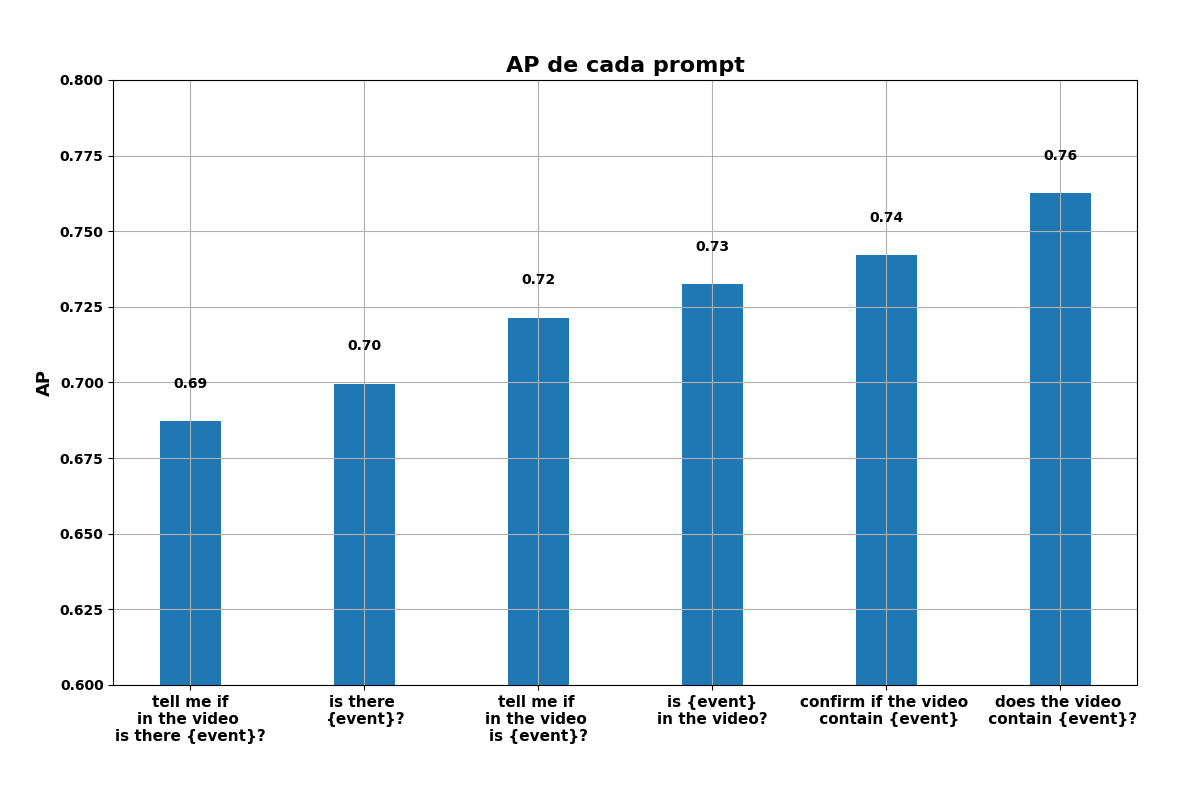 AP de cada prompt
AP
0.800
0.775
0.750
0.725
0.700
0.675
0.650
0.625
0.600
0.69
0.70
0.72
0.73
0.74
0.76
tell me if
in the video
is there {event}?
is there
{event}?
tell me if
in the video
is {event}?
is {event}
in the video?
confirm if the video
contain {event}
does the video
contain {event}?